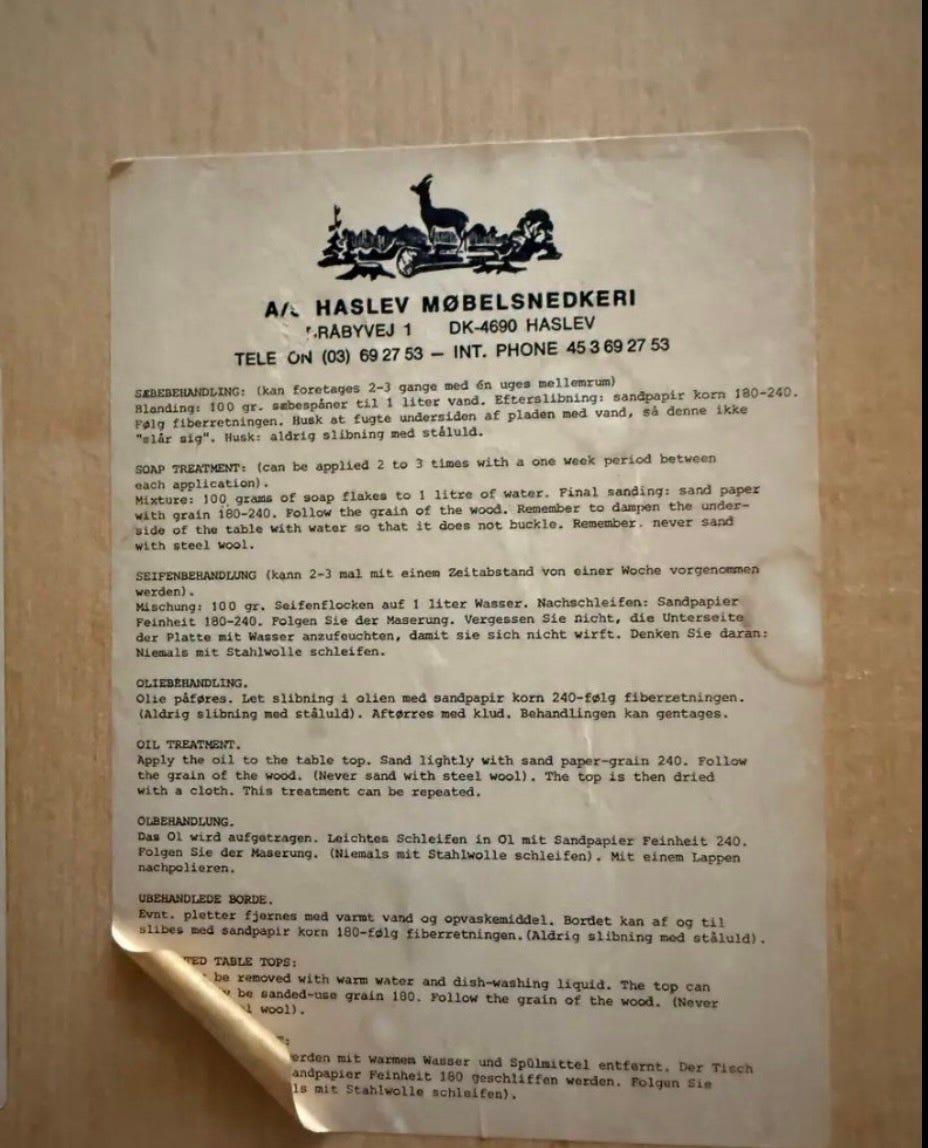 A/S HASLEV MØBELSNEDKERI
RÅBYVEJ 1 DK-4690 HASLEV
TELE ON (03) 69 27 53 – INT. PHONE 45 3 69 27 53
SÆBEBEHANDLING: (kan foretages 2-3 gange med én uges mellemrum)
Blanding: 100 gr. sæbespåner til 1 liter vand. Efterslibning: sandpapir korn 180-240.
Følg fiberretningen. Husk at fugte undersiden af pladen med vand, så denne ikke
"slår sig". Husk: aldrig slibning med ståluld.
SOAP TREATMENT: (can be applied 2 to 3 times with a one week period between
each application).
Mixture: 100 grams of soap flakes to 1 litre of water. Final sanding: sand paper
with grain 180-240. Follow the grain of the wood. Remember to dampen the under-
side of the table with water so that it does not buckle. Remember. never sand
with steel wool.
SEIFENBEHANDLUNG (kann 2-3 mal mit einem Zeitabstand von einer Woche vorgenommen
werden).
Mischung: 100 gr. Seifenflocken auf 1 liter Wasser. Nachschleifen: Sandpapier
Feinheit 180-240. Folgen Sie der Maserung. Vergessen Sie nicht, die Unterseite
der Platte mit Wasser anzufeuchten, damit sie sich nicht wirft. Denken Sie daran:
Niemals mit Stahlwolle schleifen.
OLIEBEHANDLING.
Olie påføres. Let slibning i olien med sandpapir korn 240-følg fiberretningen.
(Aldrig slibning med ståluld). Aftørres med klud. Behandlingen kan gentages.
OIL TREATMENT.
Apply the oil to the table top. Sand lightly with sand paper-grain 240. Follow
the grain of the wood. (Never sand with steel wool). The top is then dried
with a cloth. This treatment can be repeated.
OLBEHANDLUNG.
Das Ol wird aufgetragen. Leichtes Schleifen in Ol mit Sandpapier Feinheit 240.
Folgen Sie der Maserung. (Niemals mit Stahlwolle schleifen). Mit einem Lappen
nachpolieren.
UBEHANDLEDE BORDE.
Evnt. pletter fjernes med varmt vand og opvaskemiddel. Bordet kan af og til
slibes med sandpapir korn 180-følg fiberretningen.(Aldrig slibning med ståluld).
TED TABLE TOPS:
be removed with warm water and dish-washing liquid. The top can
be sanded-use grain 180. Follow the grain of the wood. (Never
wool).
erden mit warmem Wasser und Spülmittel entfernt. Der Tisch
andpapier Feinheit 180 geschliffen werden. Folgen Sie
ls mit Stahlwolle schleifen).